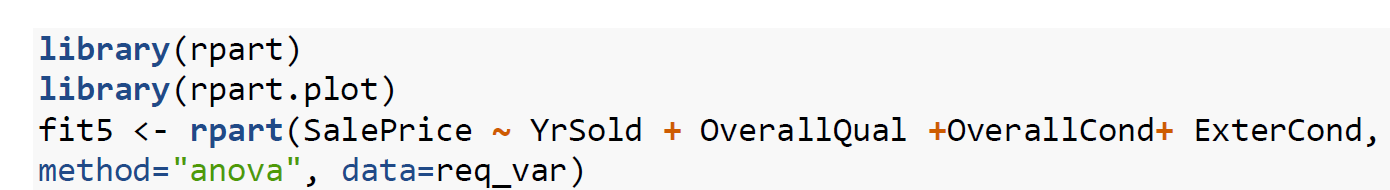 library(rpart)
library(rpart.plot)
fit5 <- rpart(SalePrice ~ YrSold + OverallQual +OverallCond+ ExterCond,
method="anova", data=req_var)